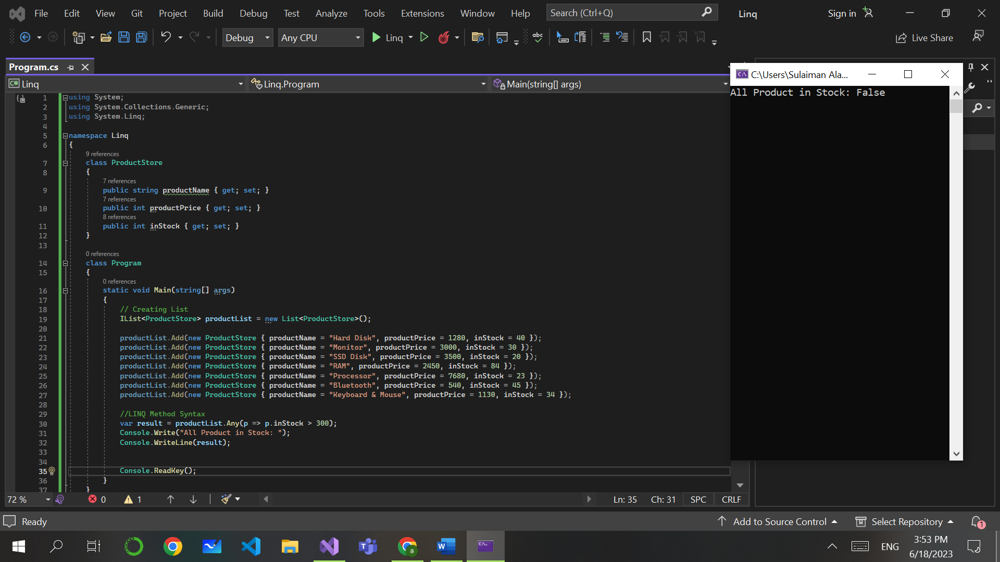 File Edit View Git Project Build Debug Test Analyze Tools Extensions Window Help Search (Ctrl+Q) Linq Sign in
Debug Any CPU Linq Live Share
Program.cs
C# Linq Linq.Program Main(string[] args)
1 using System;
2 using System.Collections.Generic;
3 using System.Linq;
4
5 namespace Linq
6 {
9 references
7 class ProductStore
8 {
7 references
9 public string productName { get; set; }
7 references
10 public int productPrice { get; set; }
8 references
11 public int inStock { get; set; }
12 }
13
0 references
14 class Program
15 {
0 references
16 static void Main(string[] args)
17 {
18 // Creating List
19 IList<ProductStore> productList = new List<ProductStore>();
20
21 productList.Add(new ProductStore { productName = "Hard Disk", productPrice = 1280, inStock = 40 });
22 productList.Add(new ProductStore { productName = "Monitor", productPrice = 3000, inStock = 30 });
23 productList.Add(new ProductStore { productName = "SSD Disk", productPrice = 3500, inStock = 20 });
24 productList.Add(new ProductStore { productName = "RAM", productPrice = 2450, inStock = 84 });
25 productList.Add(new ProductStore { productName = "Processor", productPrice = 7680, inStock = 23 });
26 productList.Add(new ProductStore { productName = "Bluetooth", productPrice = 540, inStock = 45 });
27 productList.Add(new ProductStore { productName = "Keyboard & Mouse", productPrice = 1130, inStock = 34 });
28
29 //LINQ Method Syntax
30 var result = productList.Any(p => p.inStock > 300);
31 Console.Write("All Product in Stock: ");
32 Console.WriteLine(result);
33
34
35 Console.ReadKey();
36 }
37 }
C:\Users\Sulaiman Ala...
All Product in Stock: False
72 % 0 1 Ln: 35 Ch: 31 SPC CRLF
Ready Add to Source Control Select Repository 1
ENG 3:53 PM
6/18/2023